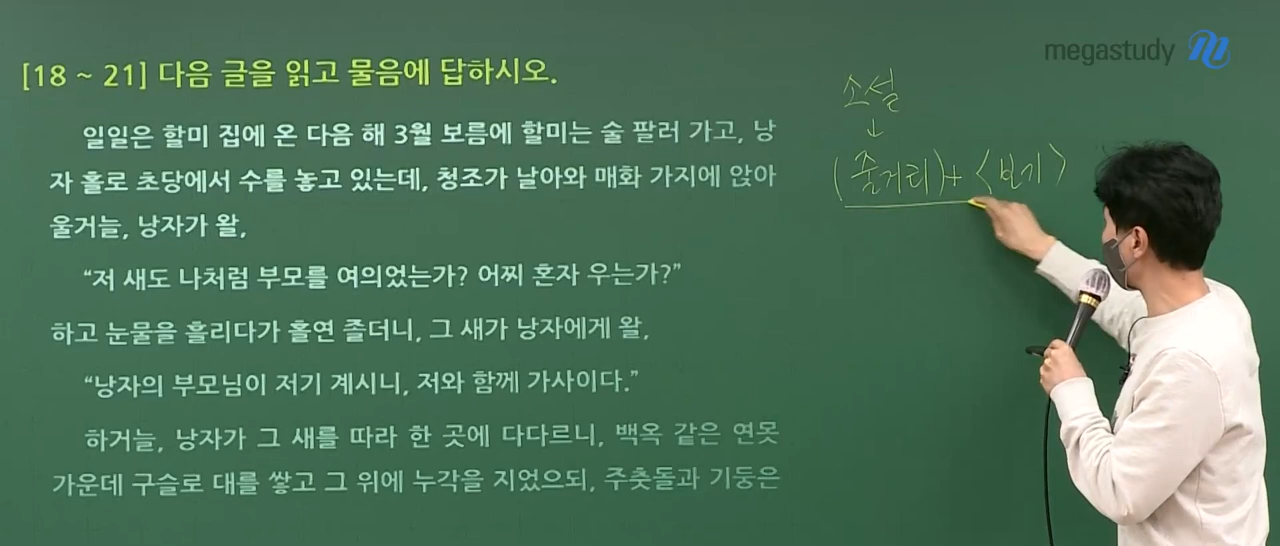 megastudy
[18 ~ 21] 다음 글을 읽고 물음에 답하시오.
일일은 할미 집에 온 다음 해 3월 보름에 할미는 술 팔러 가고, 낭
자 홀로 초당에서 수를 놓고 있는데, 청조가 날아와 매화 가지에 앉아
울거늘, 낭자가 왈,
“저 새도 나처럼 부모를 여의었는가? 어찌 혼자 우는가?”
하고 눈물을 흘리다가 홀연 졸더니, 그 새가 낭자에게 왈,
“낭자의 부모님이 저기 계시니, 저와 함께 가사이다.”
하거늘, 낭자가 그 새를 따라 한 곳에 다다르니, 백옥 같은 연못
가운데 구슬로 대를 쌓고 그 위에 누각을 지었으되, 주춧돌과 기둥은
소설
↓
(줄거리)+〈보기〉